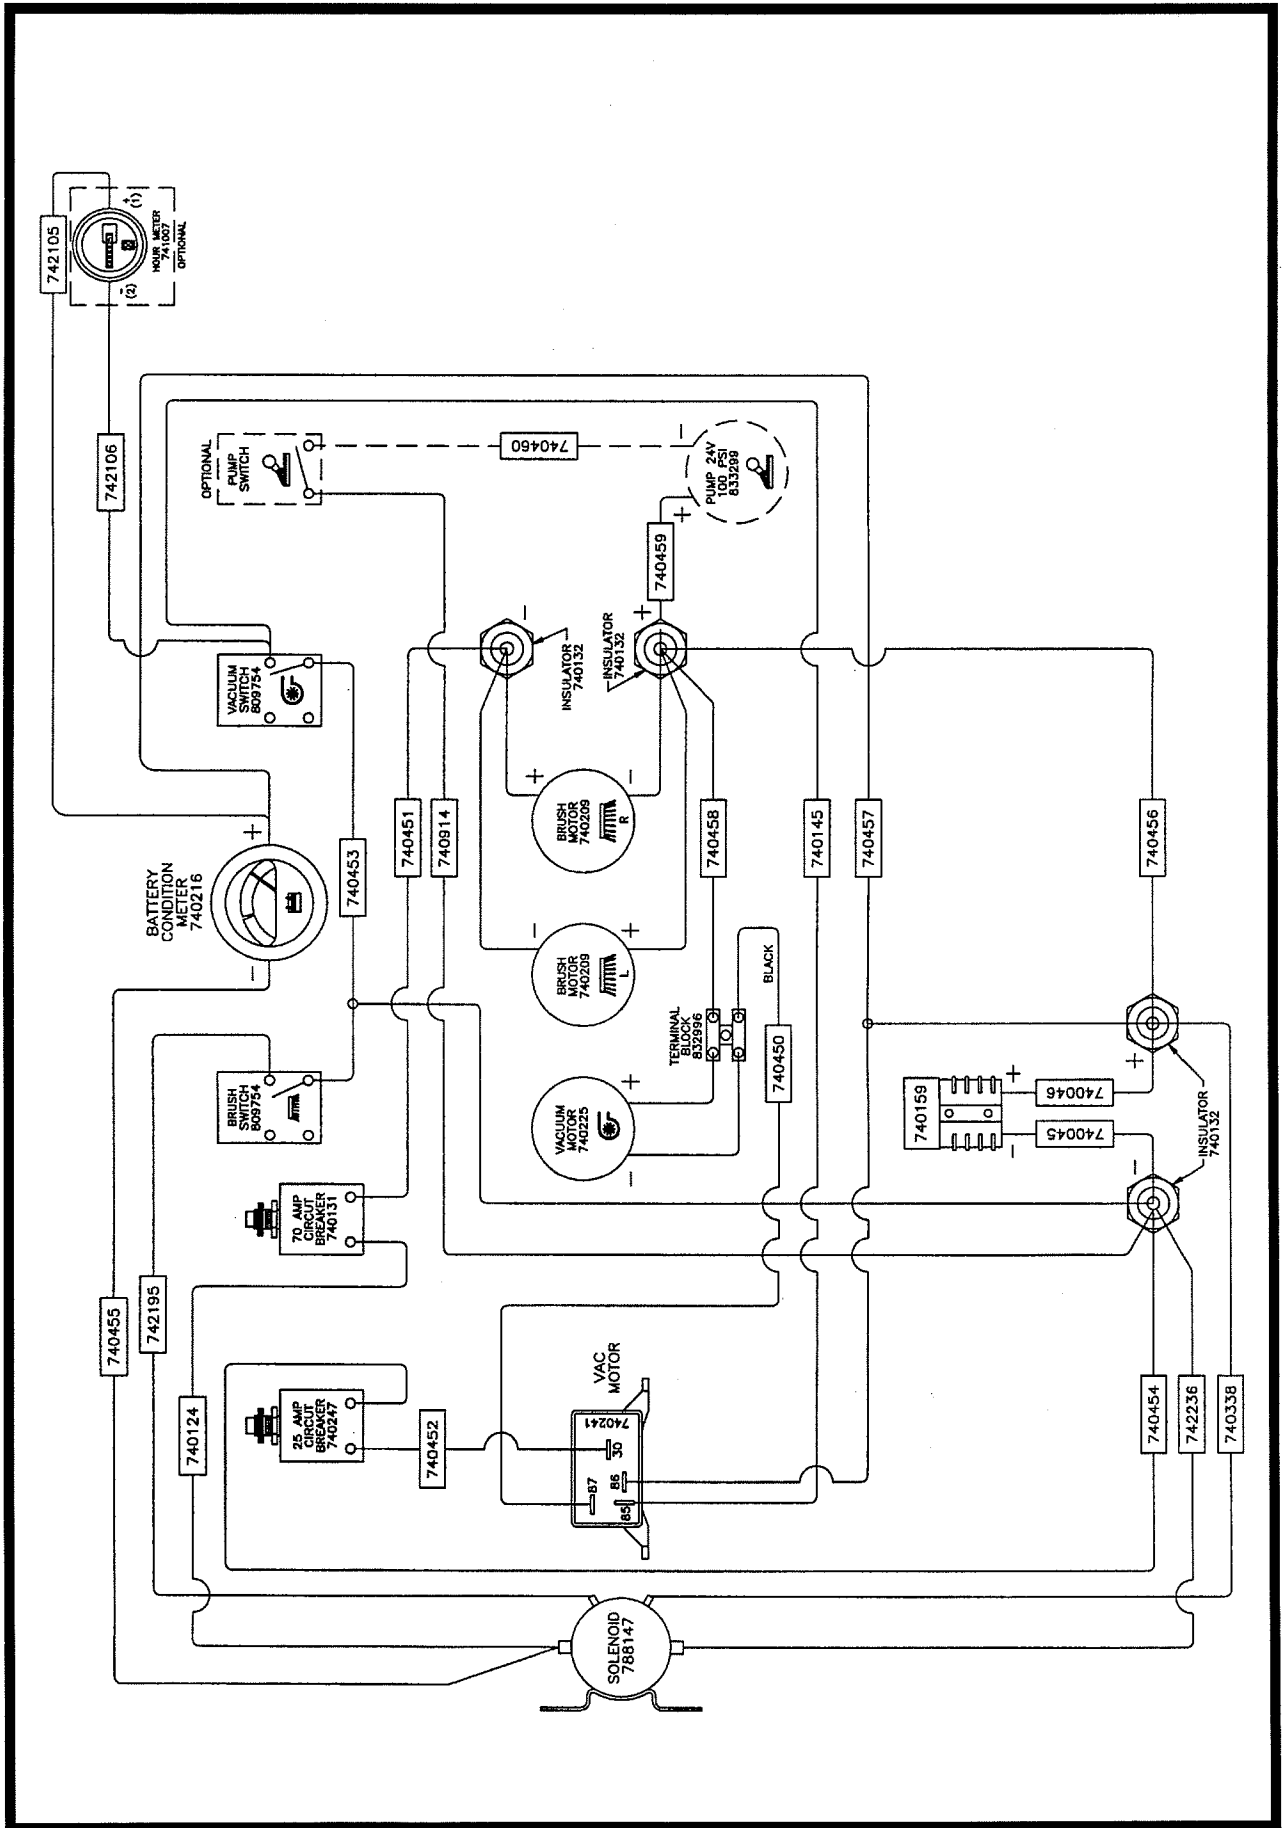 742105
+
(1)
HOUR METER
741007
OPTIONAL
-
(2)
742106
OPTIONAL
PUMP
SWITCH
740460
-
PUMP 24V
100 PSI
833299
+
740459
+
-
INSULATOR
740132
INSULATOR
740132
VACUUM
SWITCH
809754
+
BATTERY
CONDITION
METER
740216
-
740453
740451
740914
+
-
BRUSH
MOTOR
740209
R
-
+
BRUSH
MOTOR
740209
L
740458
740145
740457
740456
BLACK
TERMINAL
BLOCK
832996
740450
+
VACUUM
MOTOR
740225
-
BRUSH
SWITCH
809754
70 AMP
CIRCUT
BREAKER
740131
740159
+
740046
-
740045
+
-
INSULATOR
740132
740455
742195
740124
25 AMP
CIRCUT
BREAKER
740247
740452
VAC
MOTOR
740241
30
87
86
85
740454
742236
740338
SOLENOID
788147